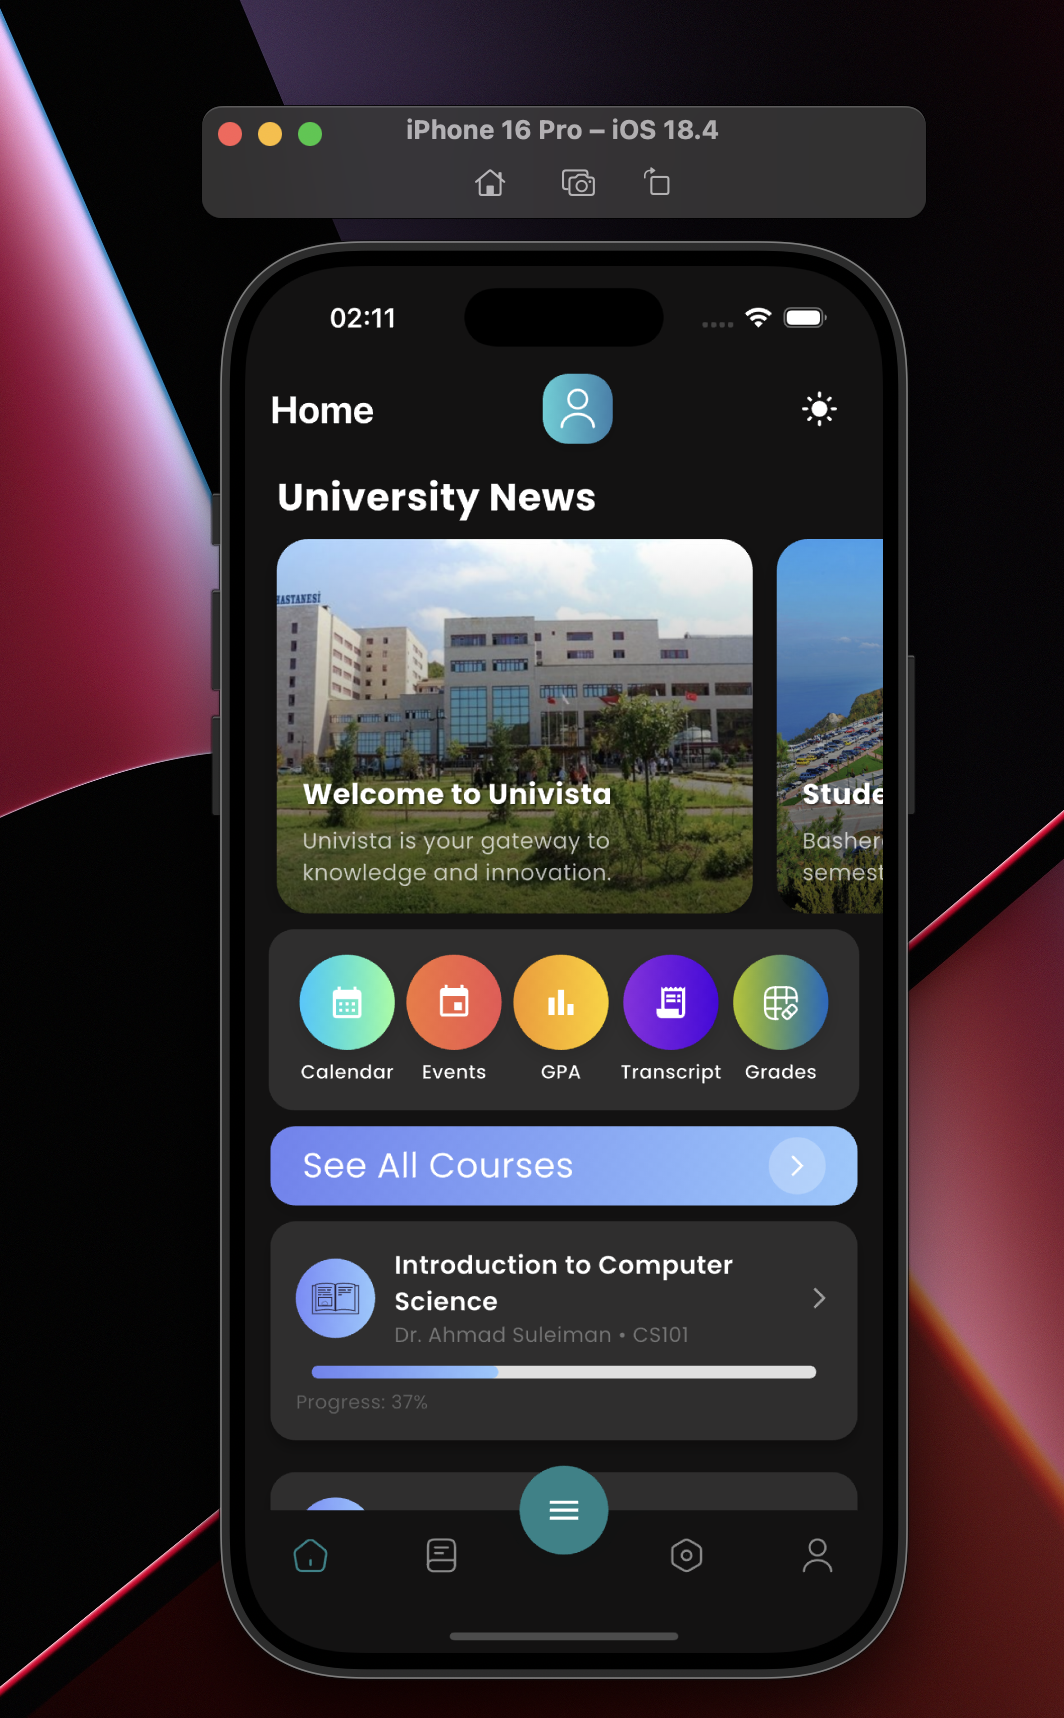 iPhone 16 Pro – iOS 18.4
02:11
Home
University News
HASTANESİ
Welcome to Univista
Univista is your gateway to
knowledge and innovation.
Stude
Basher
semest
Calendar
Events
GPA
Transcript
Grades
See All Courses
Introduction to Computer
Science
Dr. Ahmad Suleiman • CS101
Progress: 37%